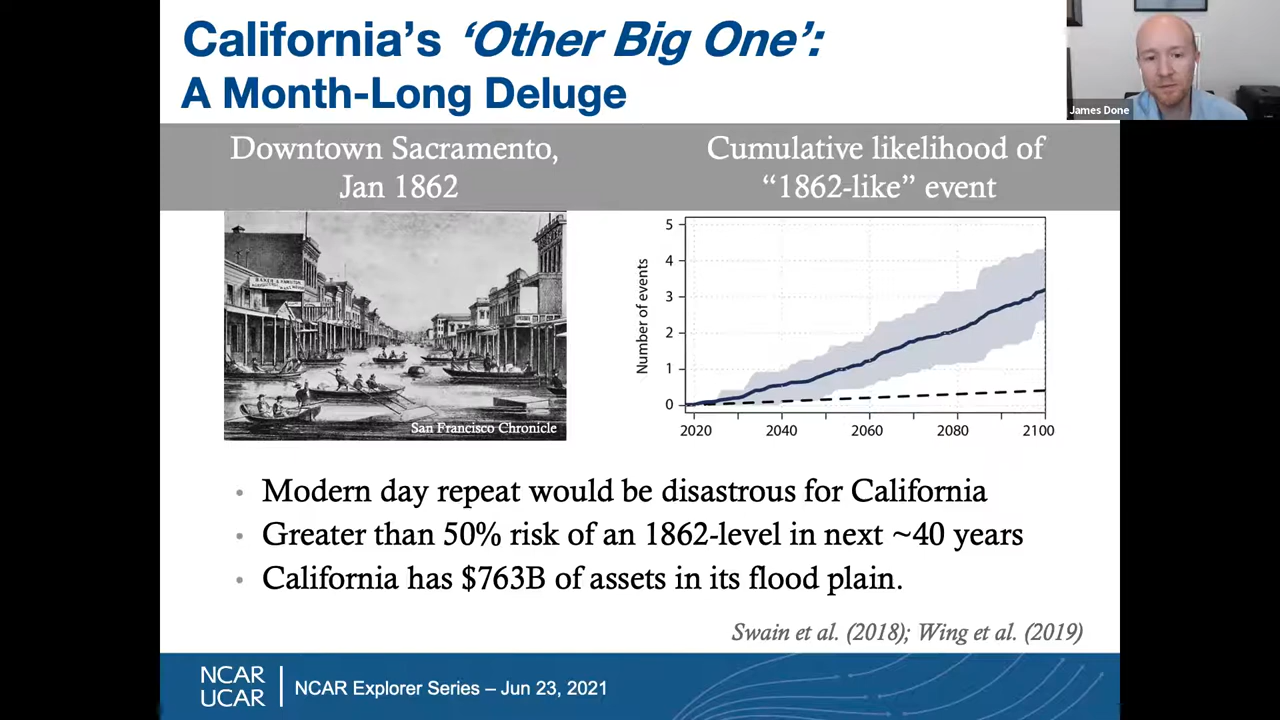 California’s ‘Other Big One’:
A Month-Long Deluge
James Done
Downtown Sacramento,
Jan 1862
Cumulative likelihood of
“1862-like” event
San Francisco Chronicle
Number of events
5
4
3
2
1
0
2020 2040 2060 2080 2100
• Modern day repeat would be disastrous for California
• Greater than 50% risk of an 1862-level in next ~40 years
• California has $763B of assets in its flood plain.
Swain et al. (2018); Wing et al. (2019)
NCAR
UCAR
NCAR Explorer Series – Jun 23, 2021